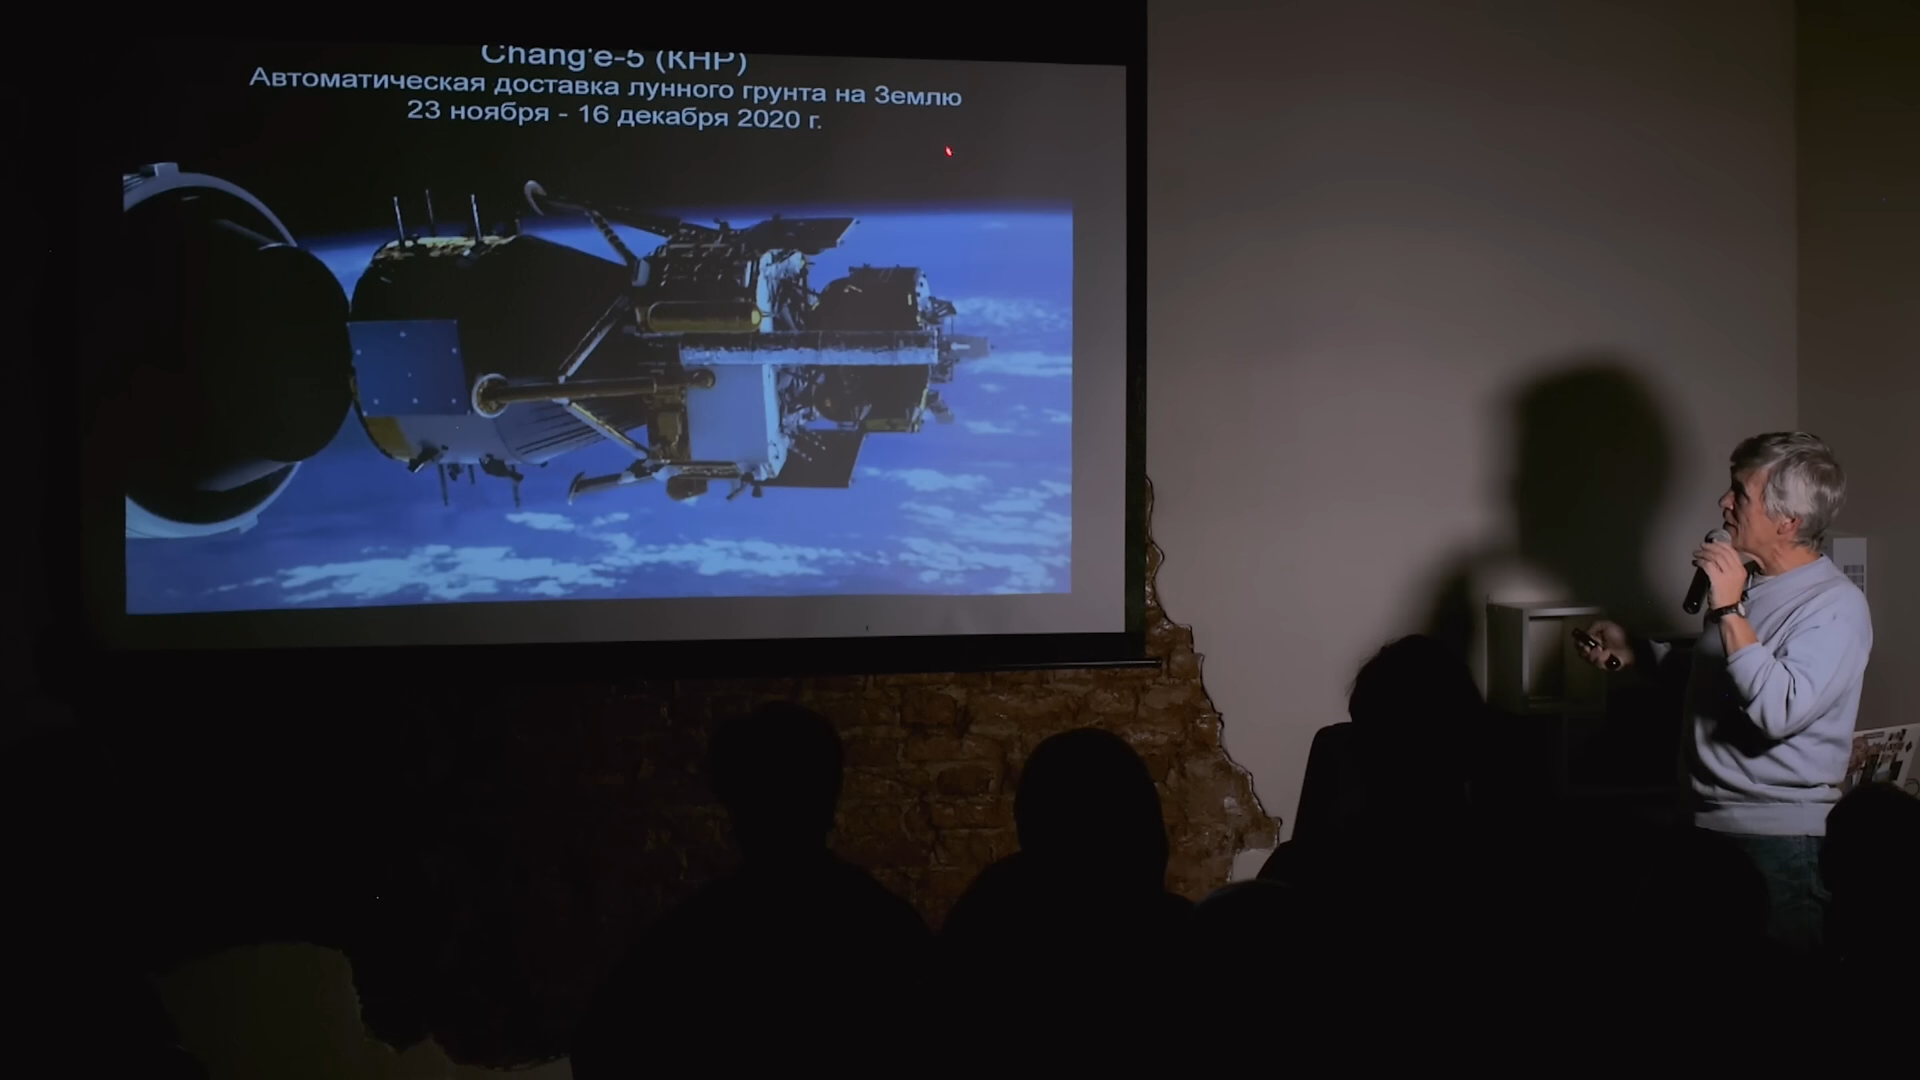 Chang'e-5 (КНР)
Автоматическая доставка лунного грунта на Землю
23 ноября - 16 декабря 2020 г.